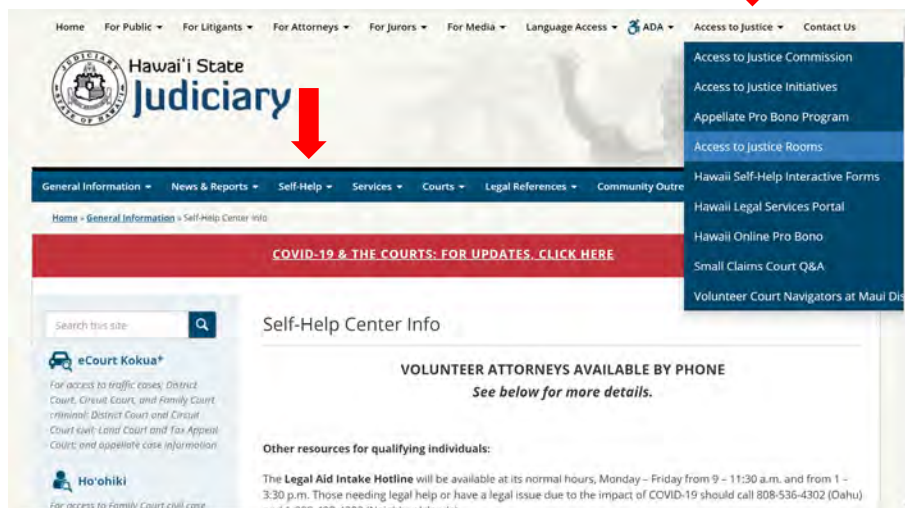 Home For Public For Litigants For Attorneys For Jurors For Media Language Access ADA Access to Justice Contact Us
JUDICIARY
STATE OF HAWAII
Hawai'i State
Judiciary
Access to Justice Commission
Access to Justice Initiatives
Appellate Pro Bono Program
Access to Justice Rooms
Hawaii Self-Help Interactive Forms
Hawaii Legal Services Portal
Hawaii Online Pro Bono
Small Claims Court Q&A
Volunteer Court Navigators at Maui Dis
General Information News & Reports Self-Help Services Courts Legal References Community Outre
Home » General Information » Self-Help Center Info
COVID-19 & THE COURTS: FOR UPDATES, CLICK HERE
Search this site
eCourt Kokua*
For access to traffic cases; District
Court, Circuit Court, and Family Court
criminal; District Court and Circuit
Court civil; Land Court and Tax Appeal
Court; and appellate case information
Ho'ohiki
For access to Family Court civil case
Self-Help Center Info
VOLUNTEER ATTORNEYS AVAILABLE BY PHONE
See below for more details.
Other resources for qualifying individuals:
The Legal Aid Intake Hotline will be available at its normal hours, Monday – Friday from 9 – 11:30 a.m. and from 1 –
3:30 p.m. Those needing legal help or have a legal issue due to the impact of COVID-19 should call 808-536-4302 (Oahu)